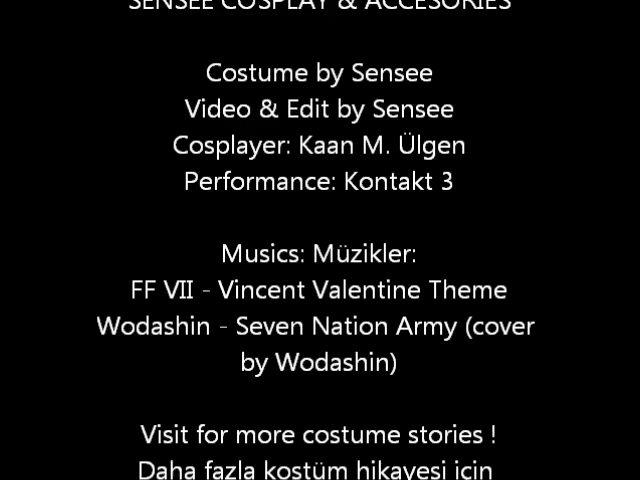 SENSEE COSPLAY & ACCESORIES
Costume by Sensee
Video & Edit by Sensee
Cosplayer: Kaan M. Ülgen
Performance: Kontakt 3
Musics: Müzikler:
FF VII - Vincent Valentine Theme
Wodashin - Seven Nation Army (cover
by Wodashin)
Visit for more costume stories !
Daha fazla kostüm hikayesi için